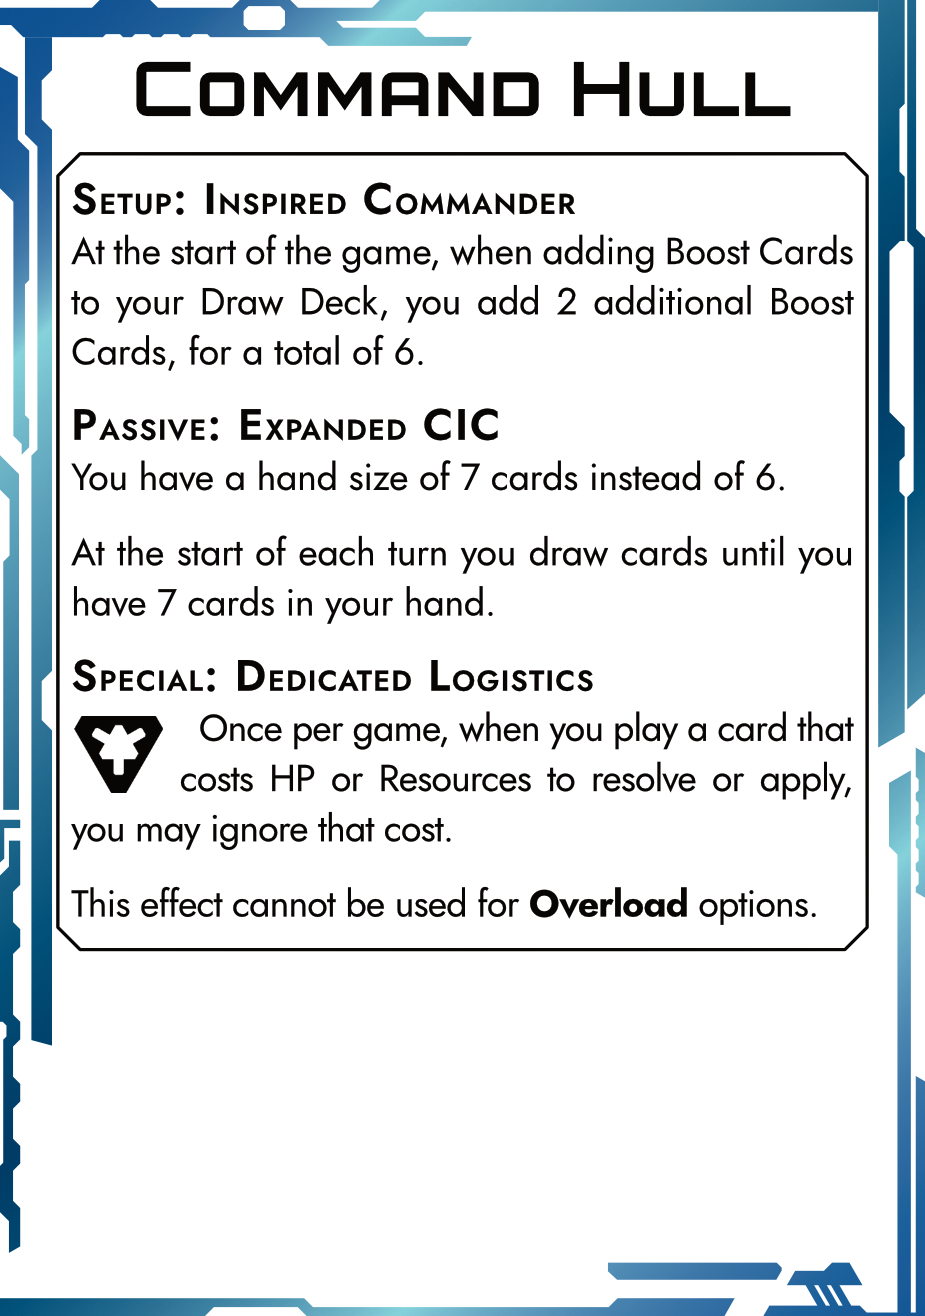 Command Hull
Setup: Inspired Commander
At the start of the game, when adding Boost Cards
to your Draw Deck, you add 2 additional Boost
Cards, for a total of 6.
Passive: Expanded CIC
You have a hand size of 7 cards instead of 6.
At the start of each turn you draw cards until you
have 7 cards in your hand.
Special: Dedicated Logistics
Once per game, when you play a card that
costs HP or Resources to resolve or apply,
you may ignore that cost.
This effect cannot be used for Overload options.